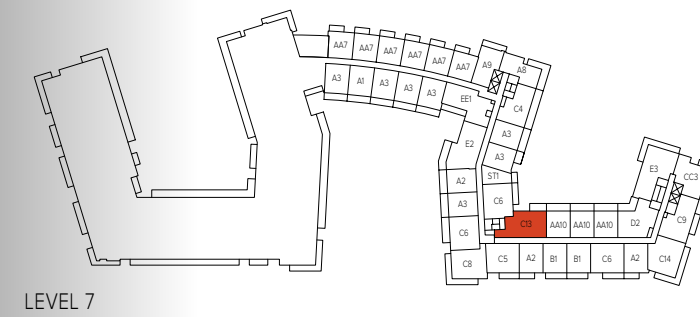 AA7 AA7 AA7 AA7 AA7 AA7 A9 A8
A3 A1 A3 A3 A3 EE1 C4
A3
E2 A3
ST1
A2 C6
A3
C6
C8
E3 CC3
C13 AA10 AA10 AA10 D2 C9
C5 A2 B1 B1 C6 A2 C14
LEVEL 7